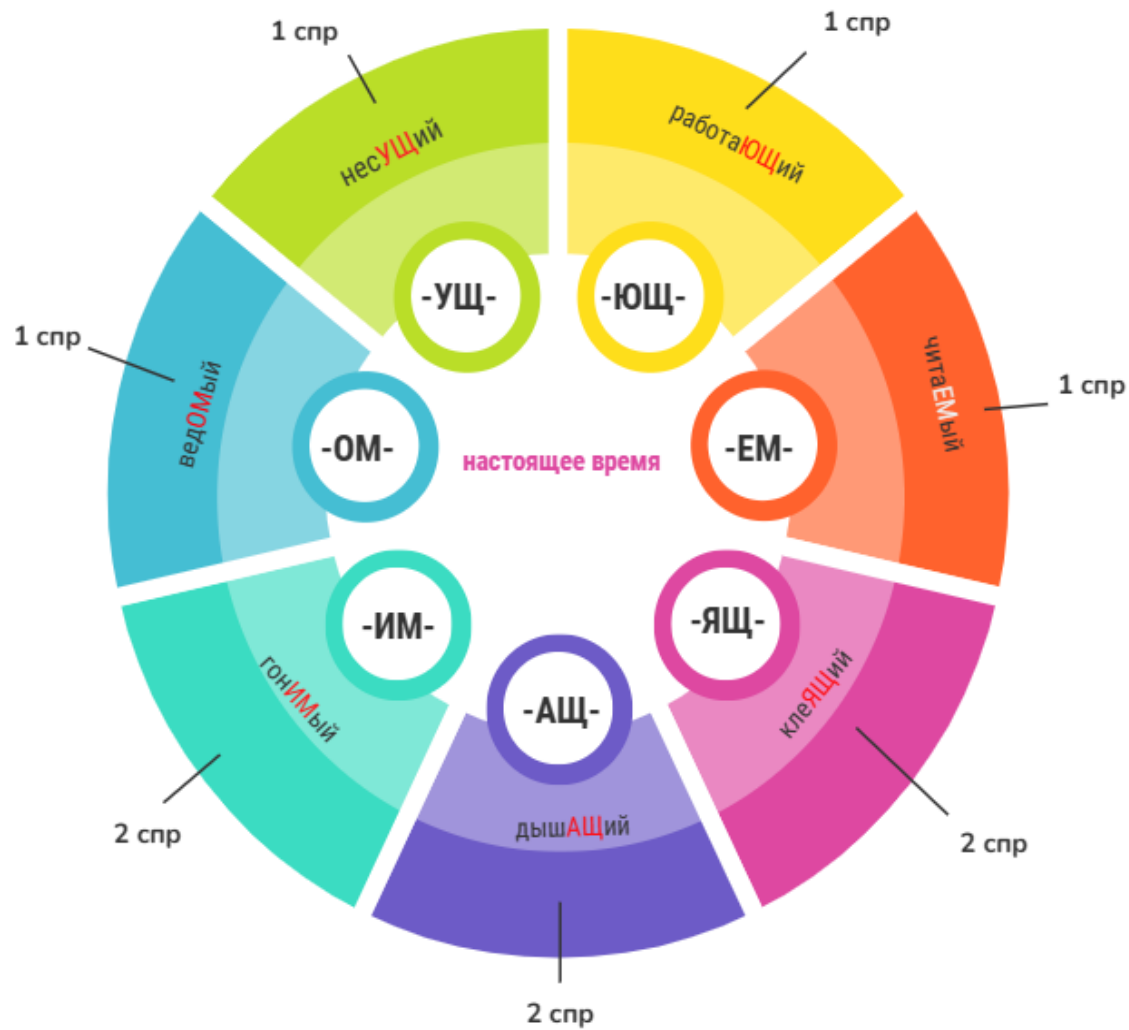 1 спр
1 спр
несУЩий
работаЮЩий
-УЩ-
-ЮЩ-
1 спр
1 спр
ведОМый
читаЕМый
-ОМ-
настоящее время
-ЕМ-
-ИМ-
-ЯЩ-
гонИМый
-АЩ-
клеЯЩий
дышАЩий
2 спр
2 спр
2 спр